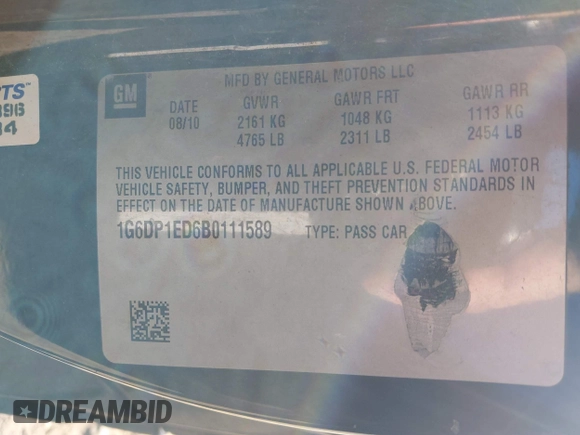 MFD BY GENERAL MOTORS LLC
GM
DATE GVWR GAWR FRT GAWR RR
08/10 2161 KG 1048 KG 1113 KG
4765 LB 2311 LB 2454 LB
THIS VEHICLE CONFORMS TO ALL APPLICABLE U.S. FEDERAL MOTOR
VEHICLE SAFETY, BUMPER, AND THEFT PREVENTION STANDARDS IN
EFFECT ON THE DATE OF MANUFACTURE SHOWN ABOVE.
1G6DP1ED6B0111589 TYPE: PASS CAR
DREAMBID